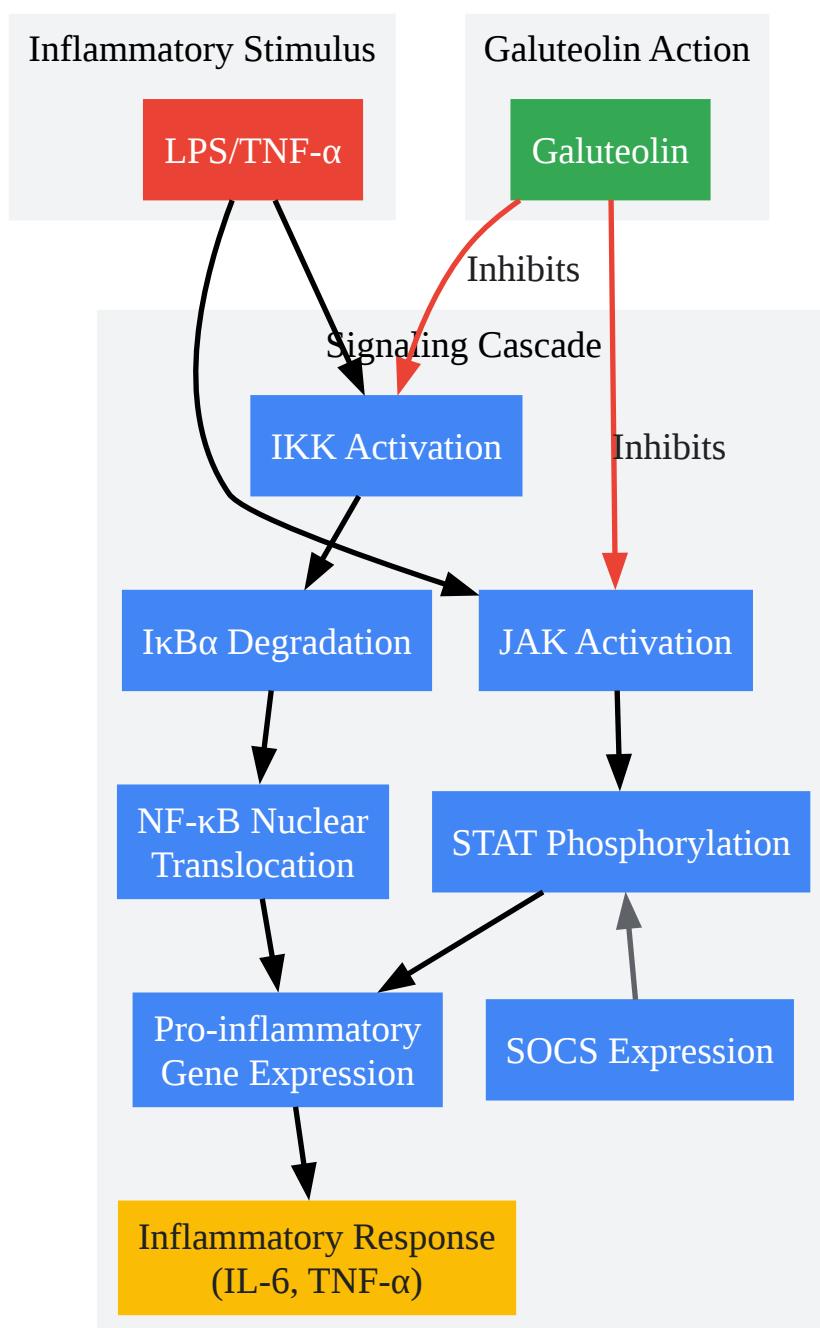 Inflammatory Stimulus
Galuteolin Action
LPS/TNF-α
Galuteolin
Inhibits
Signaling Cascade
IKK Activation
Inhibits
IκBα Degradation
JAK Activation
NF-κB Nuclear
Translocation
STAT Phosphorylation
Pro-inflammatory
Gene Expression
SOCS Expression
Inflammatory Response
(IL-6, TNF-α)